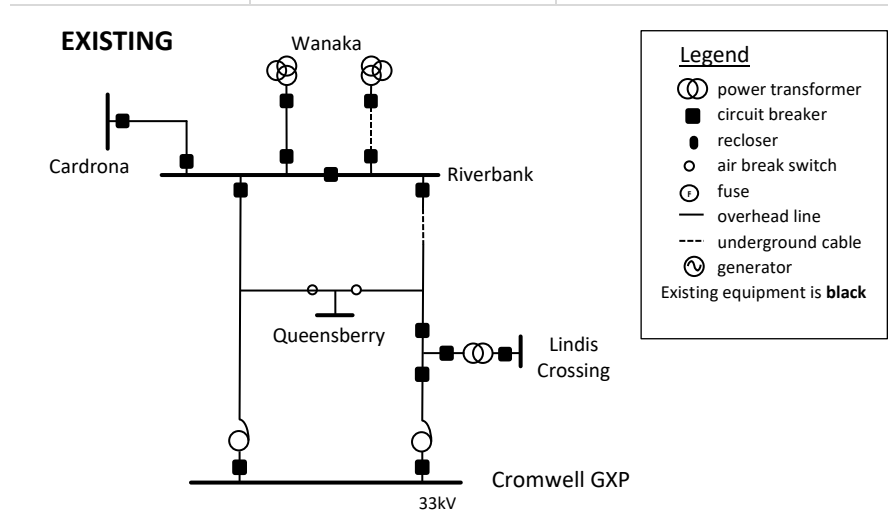 EXISTING
Wanaka
Cardrona
Riverbank
Queensberry
Lindis
Crossing
Cromwell GXP
33kV
Legend
power transformer
circuit breaker
recloser
air break switch
F fuse
overhead line
underground cable
generator
Existing equipment is black